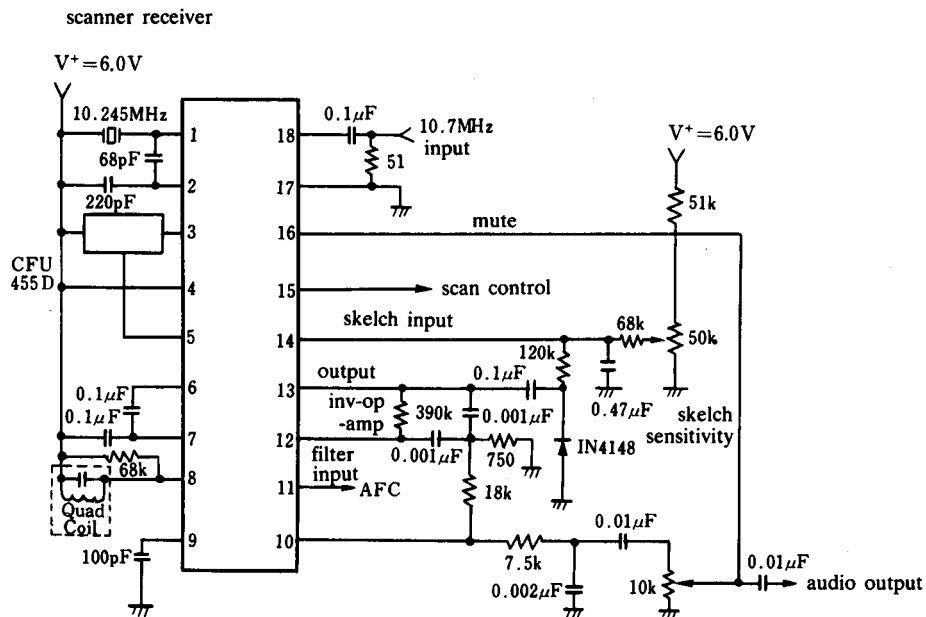 scanner receiver
V⁺=6.0V
10.245MHz
68pF
220pF
CFU
455D
0.1μF
0.1μF
68k
Quad
Coil
100pF
1
2
3
4
5
6
7
8
9
18
17
16
15
14
13
12
11
10
0.1μF
10.7MHz
input
51
mute
scan control
skelch input
output
inv-op
-amp
filter
input
AFC
390k
0.001μF
0.001μF
750
18k
0.1μF
120k
IN4148
0.47μF
68k
V⁺=6.0V
51k
50k
skelch
sensitivity
7.5k
0.002μF
0.01μF
10k
0.01μF
audio output